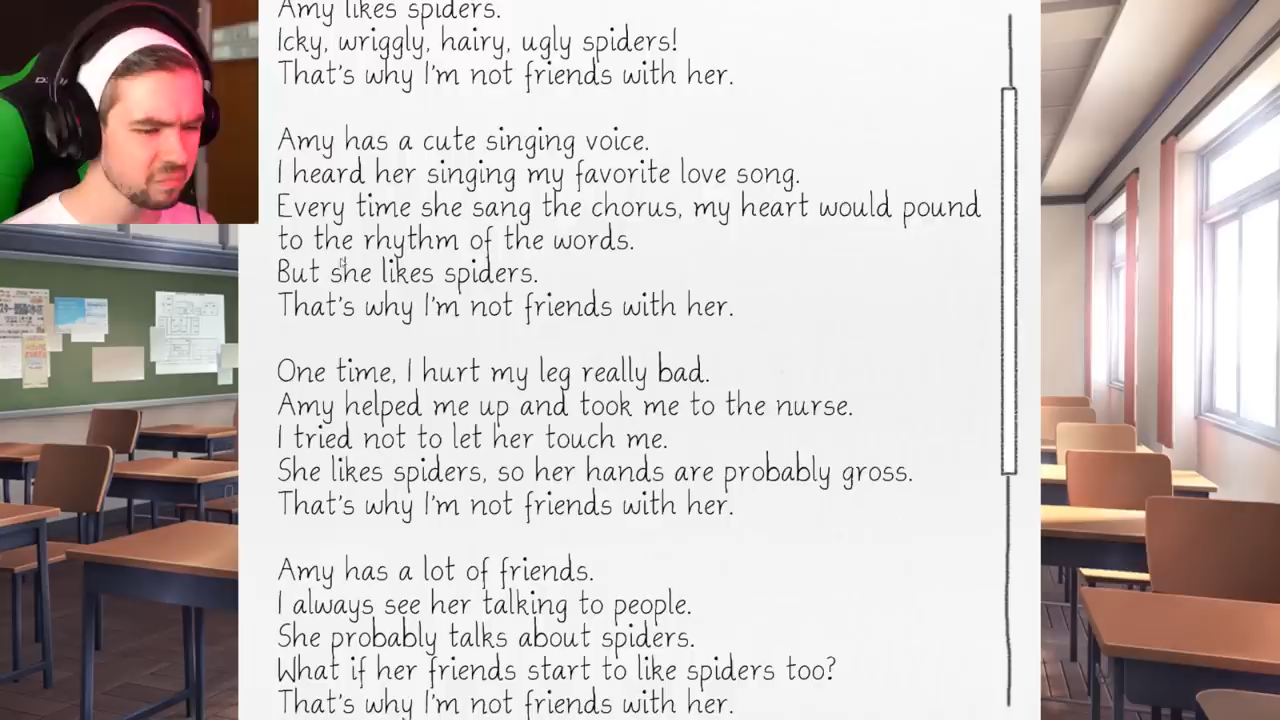 Amy likes spiders.
Icky, wriggly, hairy, ugly spiders!
That's why I'm not friends with her.
Amy has a cute singing voice.
I heard her singing my favorite love song.
Every time she sang the chorus, my heart would pound
to the rhythm of the words.
But she likes spiders.
That's why I'm not friends with her.
One time, I hurt my leg really bad.
Amy helped me up and took me to the nurse.
I tried not to let her touch me.
She likes spiders, so her hands are probably gross.
That's why I'm not friends with her.
Amy has a lot of friends.
I always see her talking to people.
She probably talks about spiders.
What if her friends start to like spiders too?
That's why I'm not friends with her.